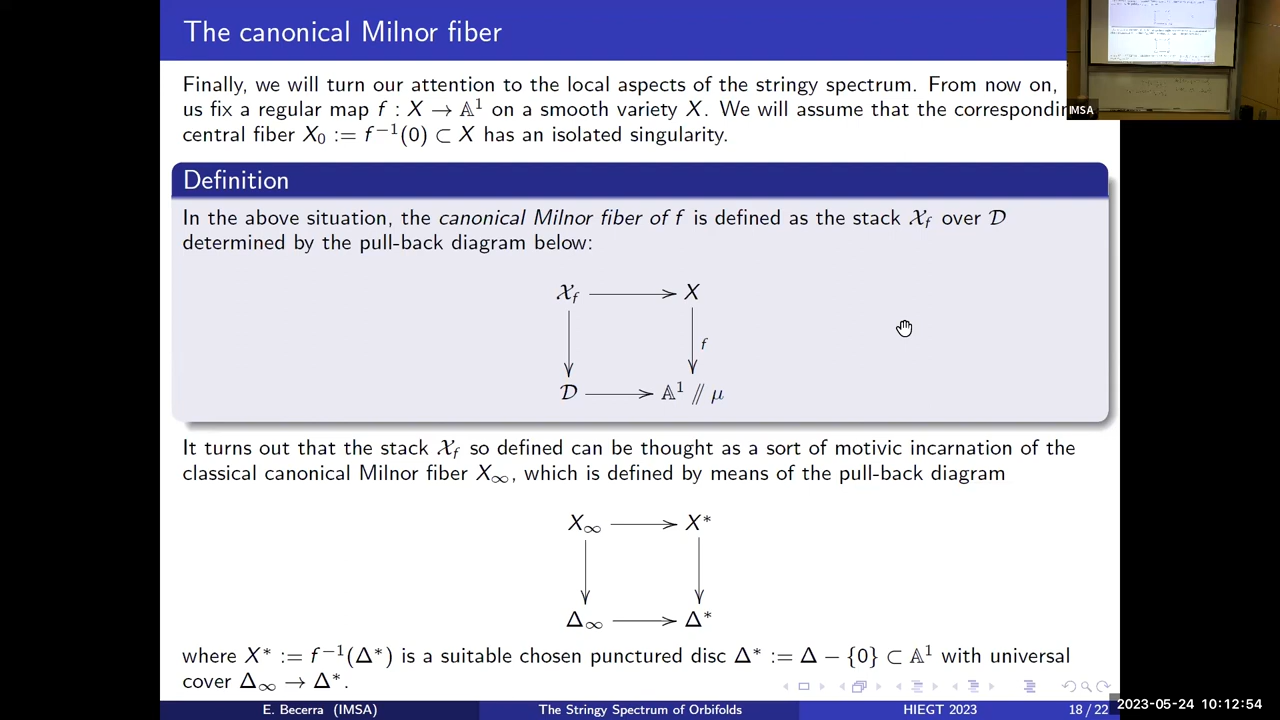 The canonical Milnor fiber
Finally, we will turn our attention to the local aspects of the stringy spectrum. From now on,
us fix a regular map f : X → 𝔸¹ on a smooth variety X. We will assume that the correspondin
central fiber X₀ := f⁻¹(0) ⊂ X has an isolated singularity.
IMSA
Definition
In the above situation, the canonical Milnor fiber of f is defined as the stack 𝒳_f over 𝒟
determined by the pull-back diagram below:
𝒳_f → X
f
𝒟 → 𝔸¹ ⫽ μ
It turns out that the stack 𝒳_f so defined can be thought as a sort of motivic incarnation of the
classical canonical Milnor fiber X_∞, which is defined by means of the pull-back diagram
X_∞ → X*
Δ_∞ → Δ*
where X* := f⁻¹(Δ*) is a suitable chosen punctured disc Δ* := Δ − {0} ⊂ 𝔸¹ with universal
cover Δ_∞ → Δ*.
E. Becerra (IMSA) The Stringy Spectrum of Orbifolds HIEGT 2023 18 / 22
2023-05-24 10:12:54